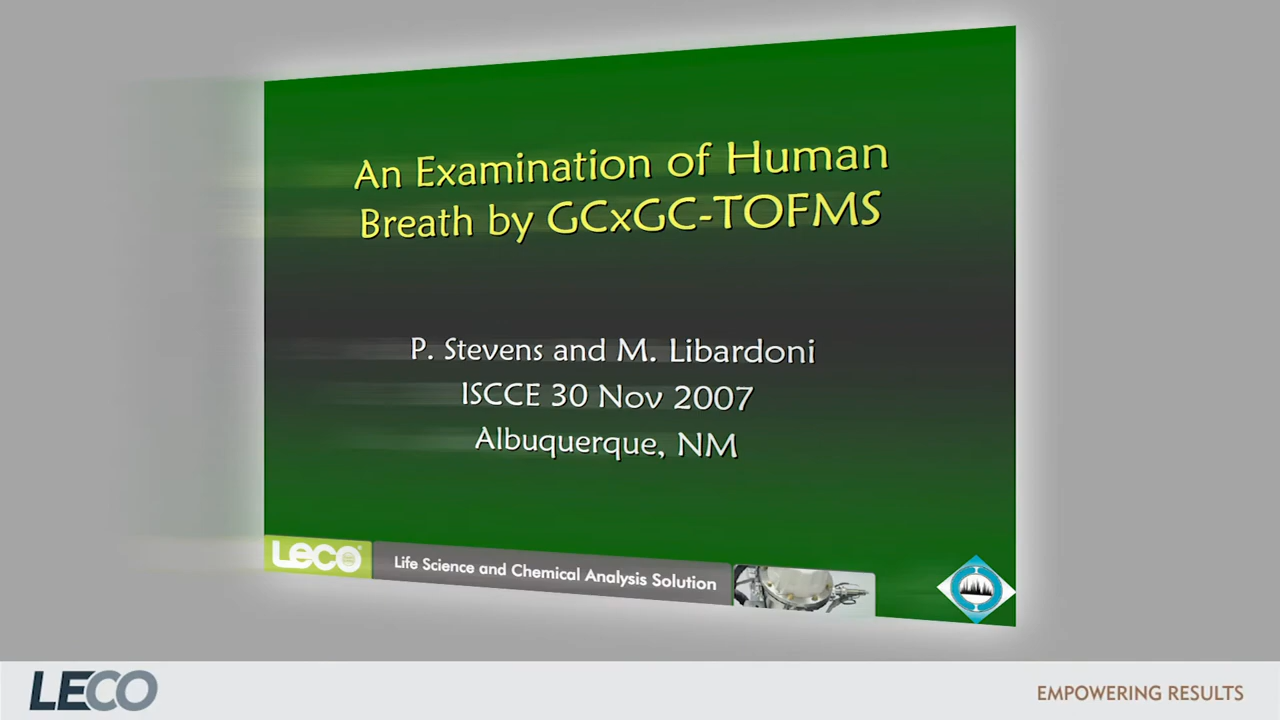 An Examination of Human
Breath by GCxGC-TOFMS
P. Stevens and M. Libardoni
ISCCE 30 Nov 2007
Albuquerque, NM
LECO
Life Science and Chemical Analysis Solution
LECO
EMPOWERING RESULTS